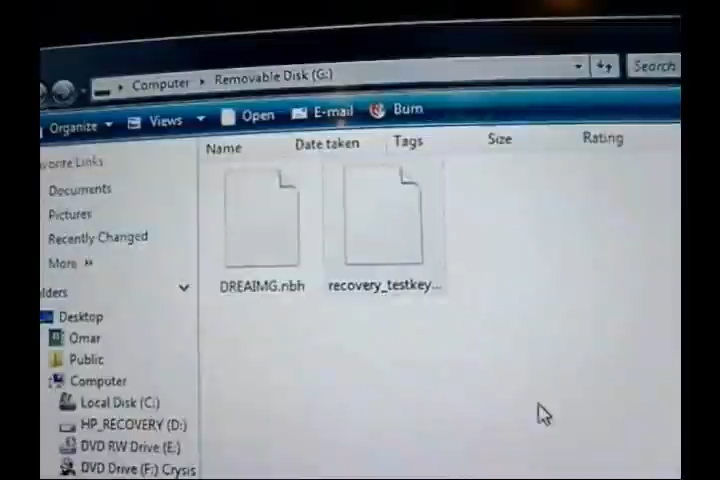 Computer Removable Disk (G:)
Search
Organize Views Open E-mail Burn
Name Date taken Tags Size Rating
avorite Links
Documents
Pictures
Recently Changed
More »
DREAIMG.nbh recovery_testkey...
lders
Desktop
Omar
Public
Computer
Local Disk (C:)
HP_RECOVERY (D:)
DVD RW Drive (E:)
DVD Drive (F:) Crysis